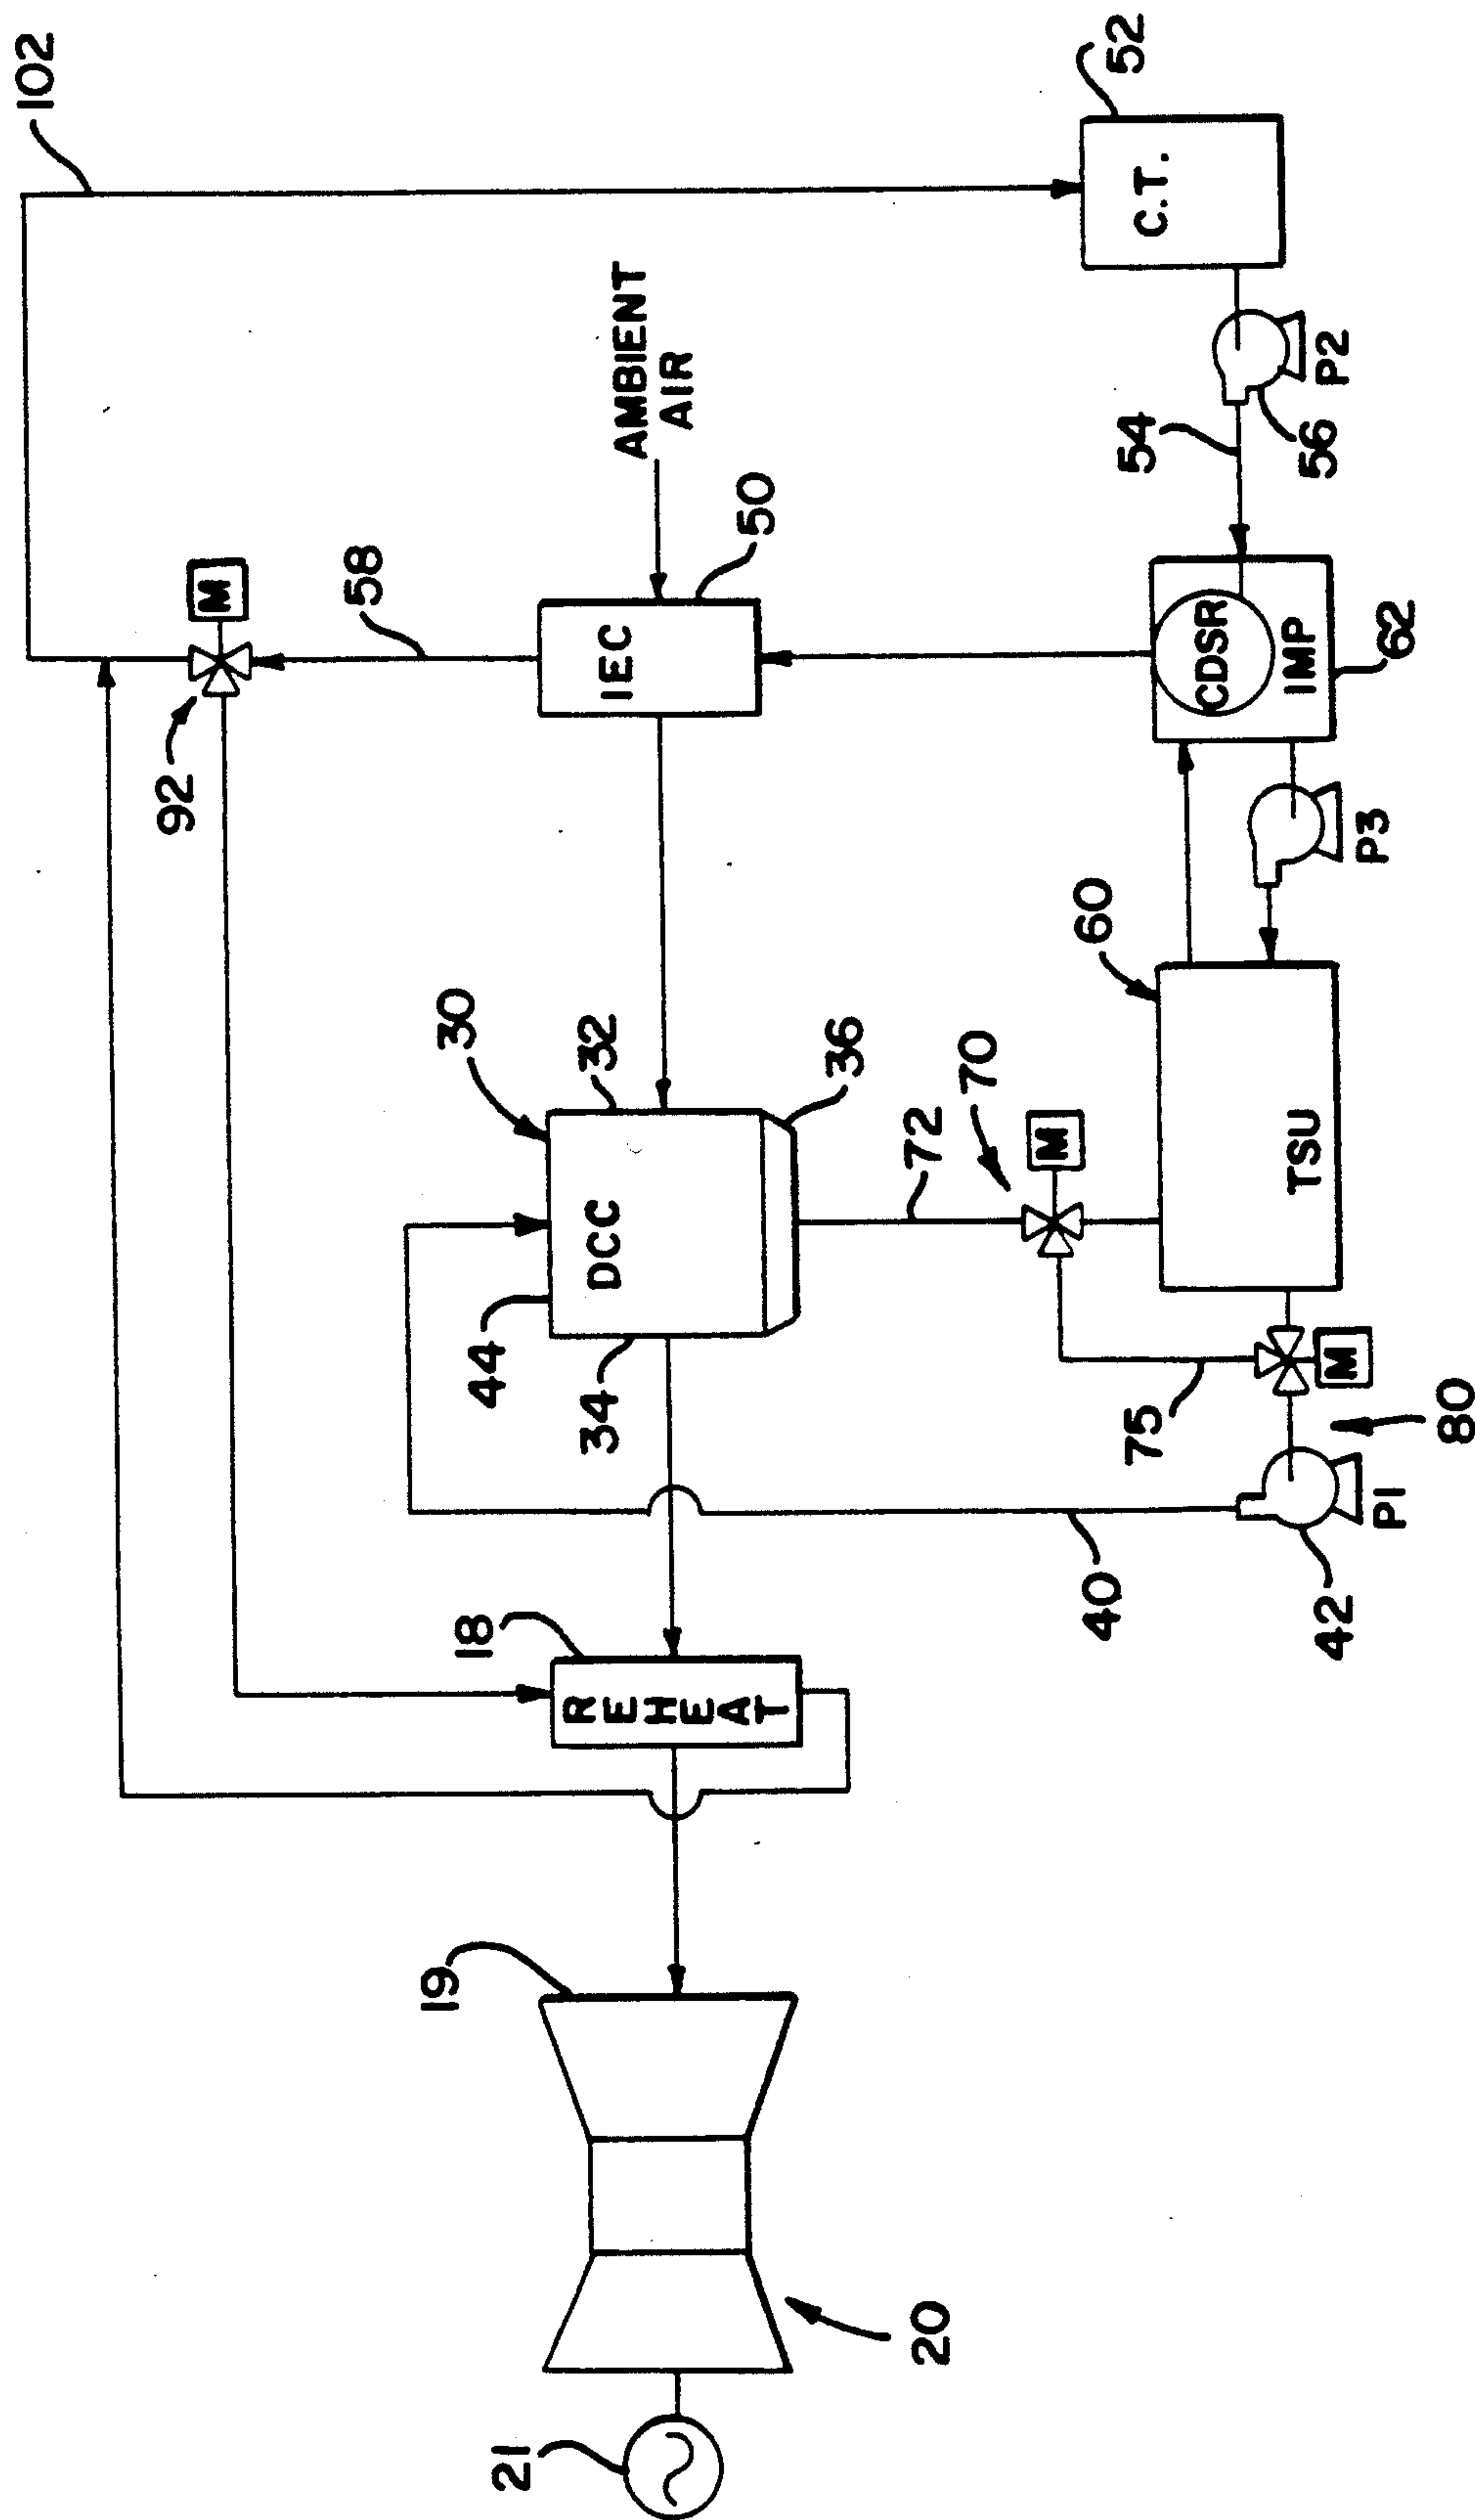 102
M
92
58
AMBIENT
AIR
50
IEC
52
C.T.
54
P2
56
CDSR
IMP
62
P3
60
TSU
30
32
36
DCC
44
34
72
70
M
75
M
80
P1
42
40
18
REHEAT
19
20
21